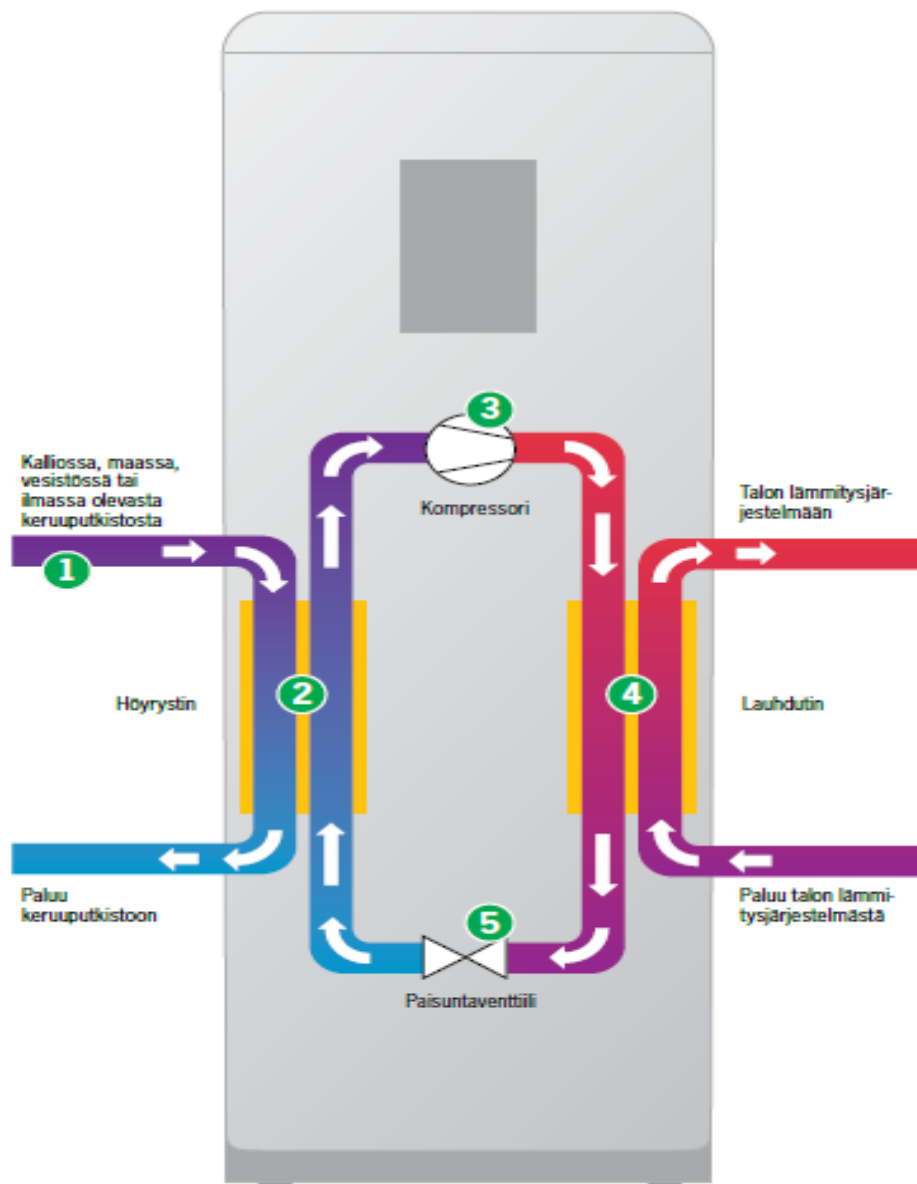 3
Kalliossa, maassa,
vesistössä tai
ilmassa olevasta
keruuputkistosta
Kompressori
Talon lämmitysjär-
jestelmään
1
2
4
Höyrystin
Lauhdutin
Paluu
keruuputkistoon
Paluu talon lämmi-
tysjärjestelmästä
5
Paisuntaventtiili